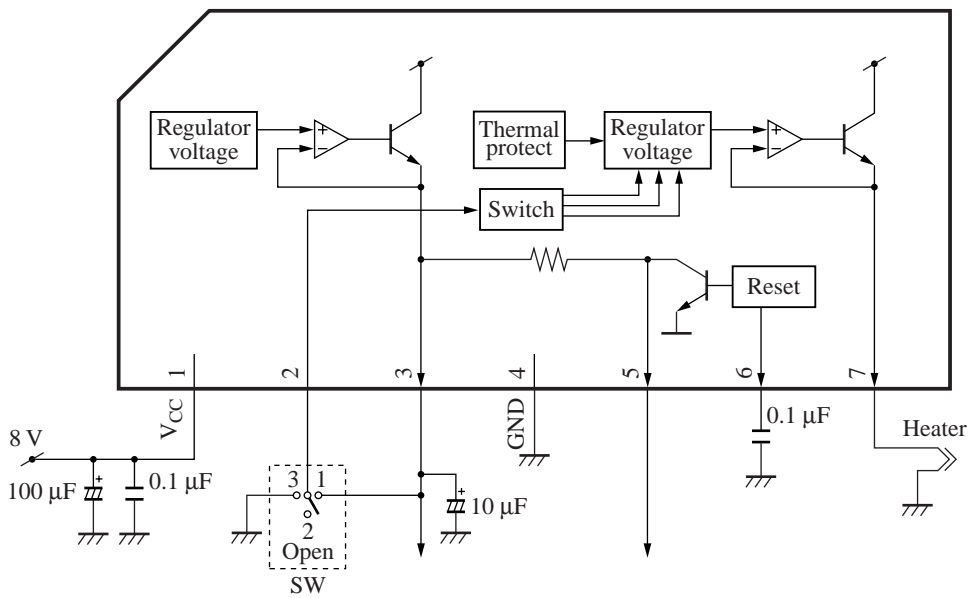 Regulator
voltage
Thermal
protect
Regulator
voltage
Switch
Reset
1
2
3
4
5
6
7
VCC
GND
8 V
100 µF
0.1 µF
3 1
2
Open
SW
10 µF
0.1 µF
Heater
+
−
+
−
+
+